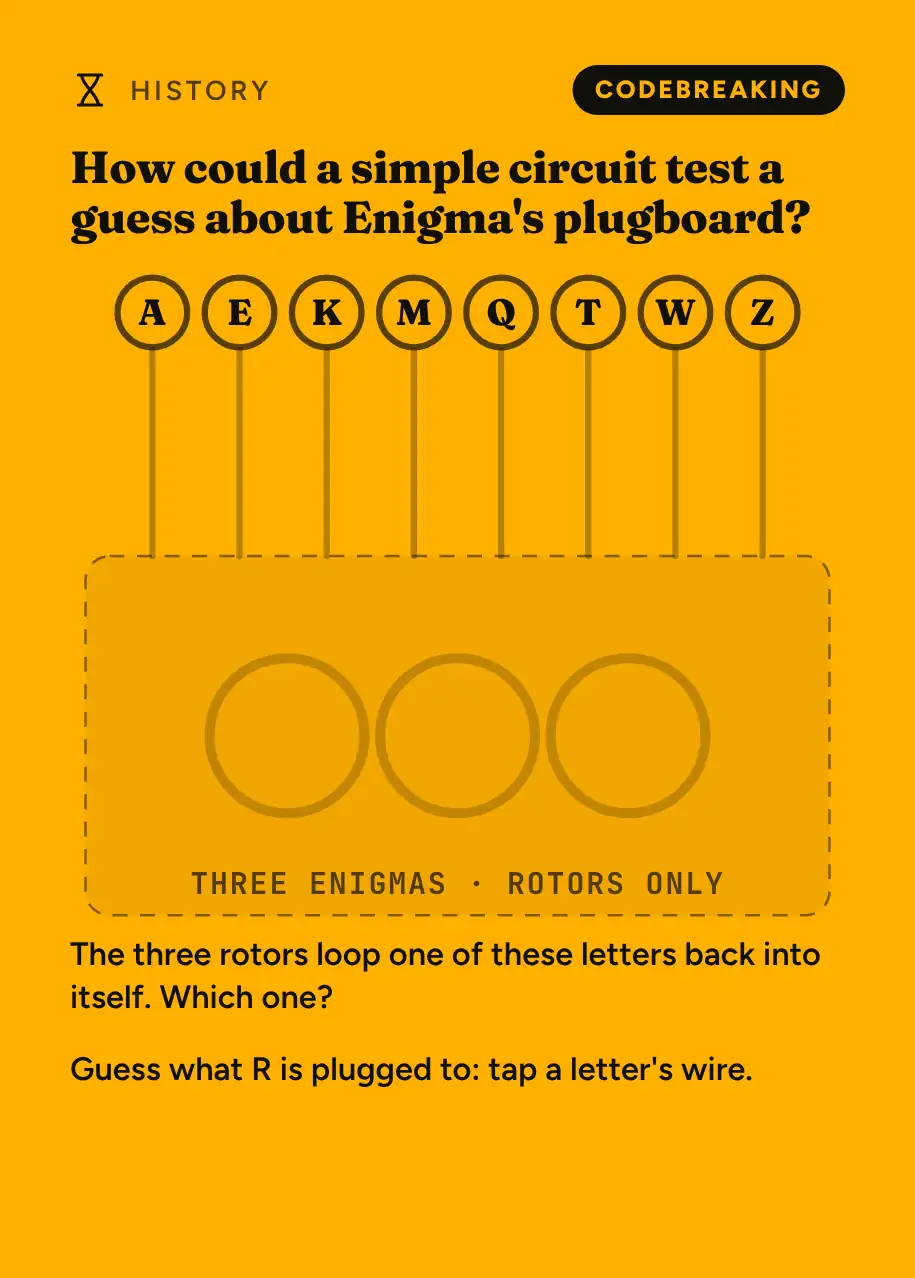 HISTORY
CODEBREAKING
How could a simple circuit test a
guess about Enigma's plugboard?
A E K M Q T W Z
THREE ENIGMAS · ROTORS ONLY
The three rotors loop one of these letters back into
itself. Which one?
Guess what R is plugged to: tap a letter's wire.